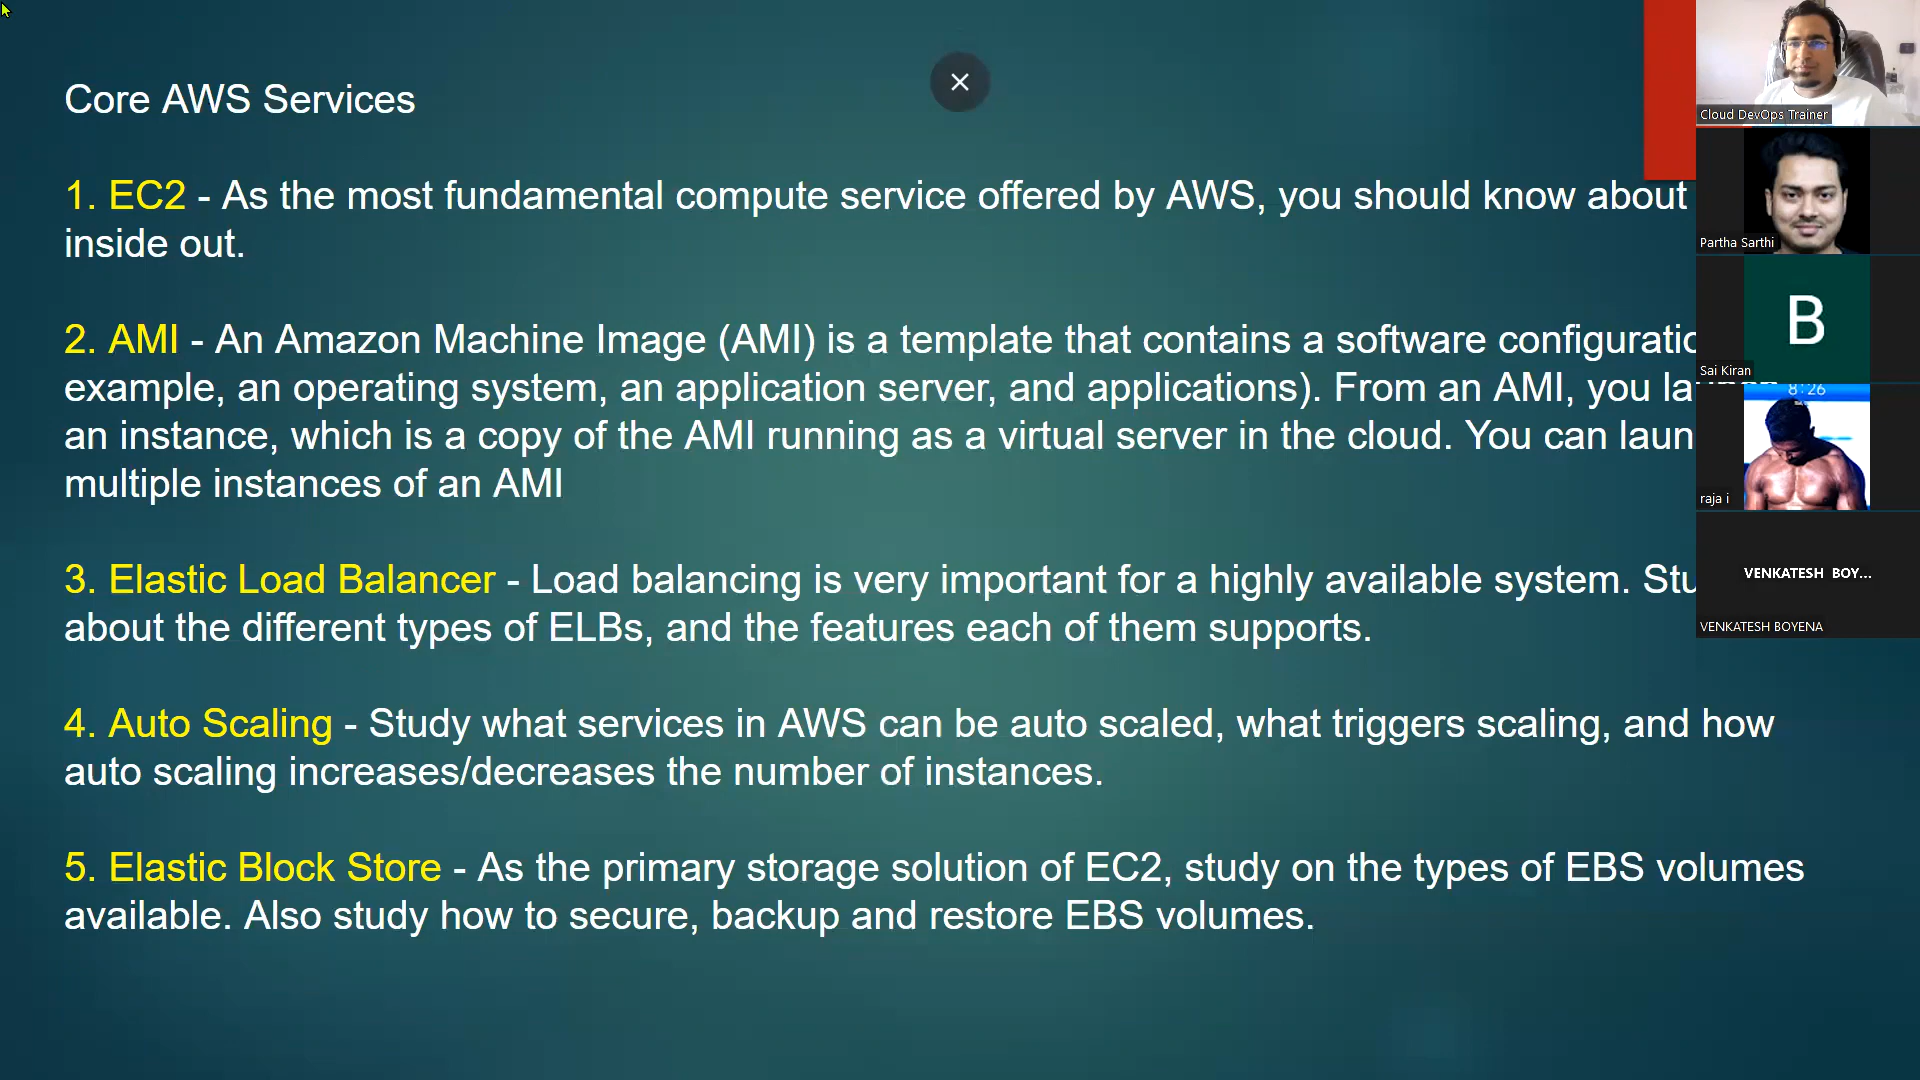 Core AWS Services
1. EC2 - As the most fundamental compute service offered by AWS, you should know about
inside out.
2. AMI - An Amazon Machine Image (AMI) is a template that contains a software
example, an operating system, an application server, and applications). From an AMI, you
an instance, which is a copy of the AMI running as a virtual server in the cloud. You can
multiple instances of an AMI
3. Elastic Load Balancer - Load balancing is very important for a highly available system.
about the different types of ELBs, and the features each of them supports.
4. Auto Scaling - Study what services in AWS can be auto scaled, what triggers scaling, and how
auto scaling increases/decreases the number of instances.
5. Elastic Block Store - As the primary storage solution of EC2, study on the types of EBS volumes
available. Also study how to secure, backup and restore EBS volumes.
Cloud DevOps Trainer
Partha Sarthi
B
Sai Kiran
8:26
raja i
VENKATESH BOY...
VENKATESH BOYENA